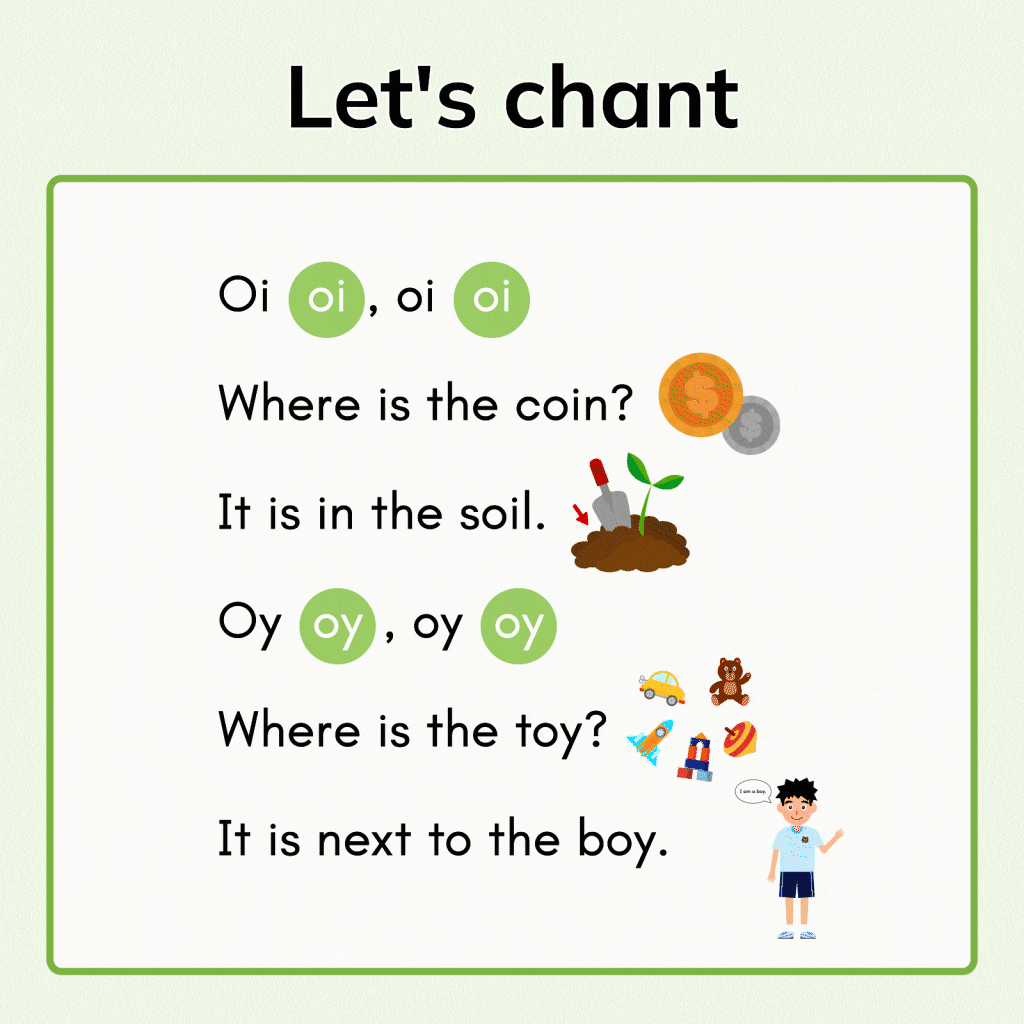 Let's chant
Oi oi, oi oi
Where is the coin?
$ $
It is in the soil.
Oy oy, oy oy
Where is the toy?
I am a boy.
It is next to the boy.